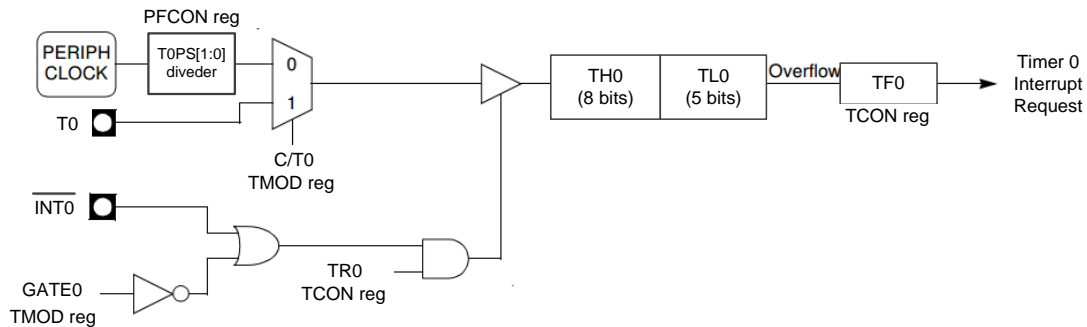 PFCON reg
PERIPH
CLOCK
T0PS[1:0]
diveder
0
1
T0
C/T0
TMOD reg
TH0
(8 bits)
TL0
(5 bits)
Overflow
TF0
TCON reg
Timer 0
Interrupt
Request
INT0
GATE0
TMOD reg
TR0
TCON reg